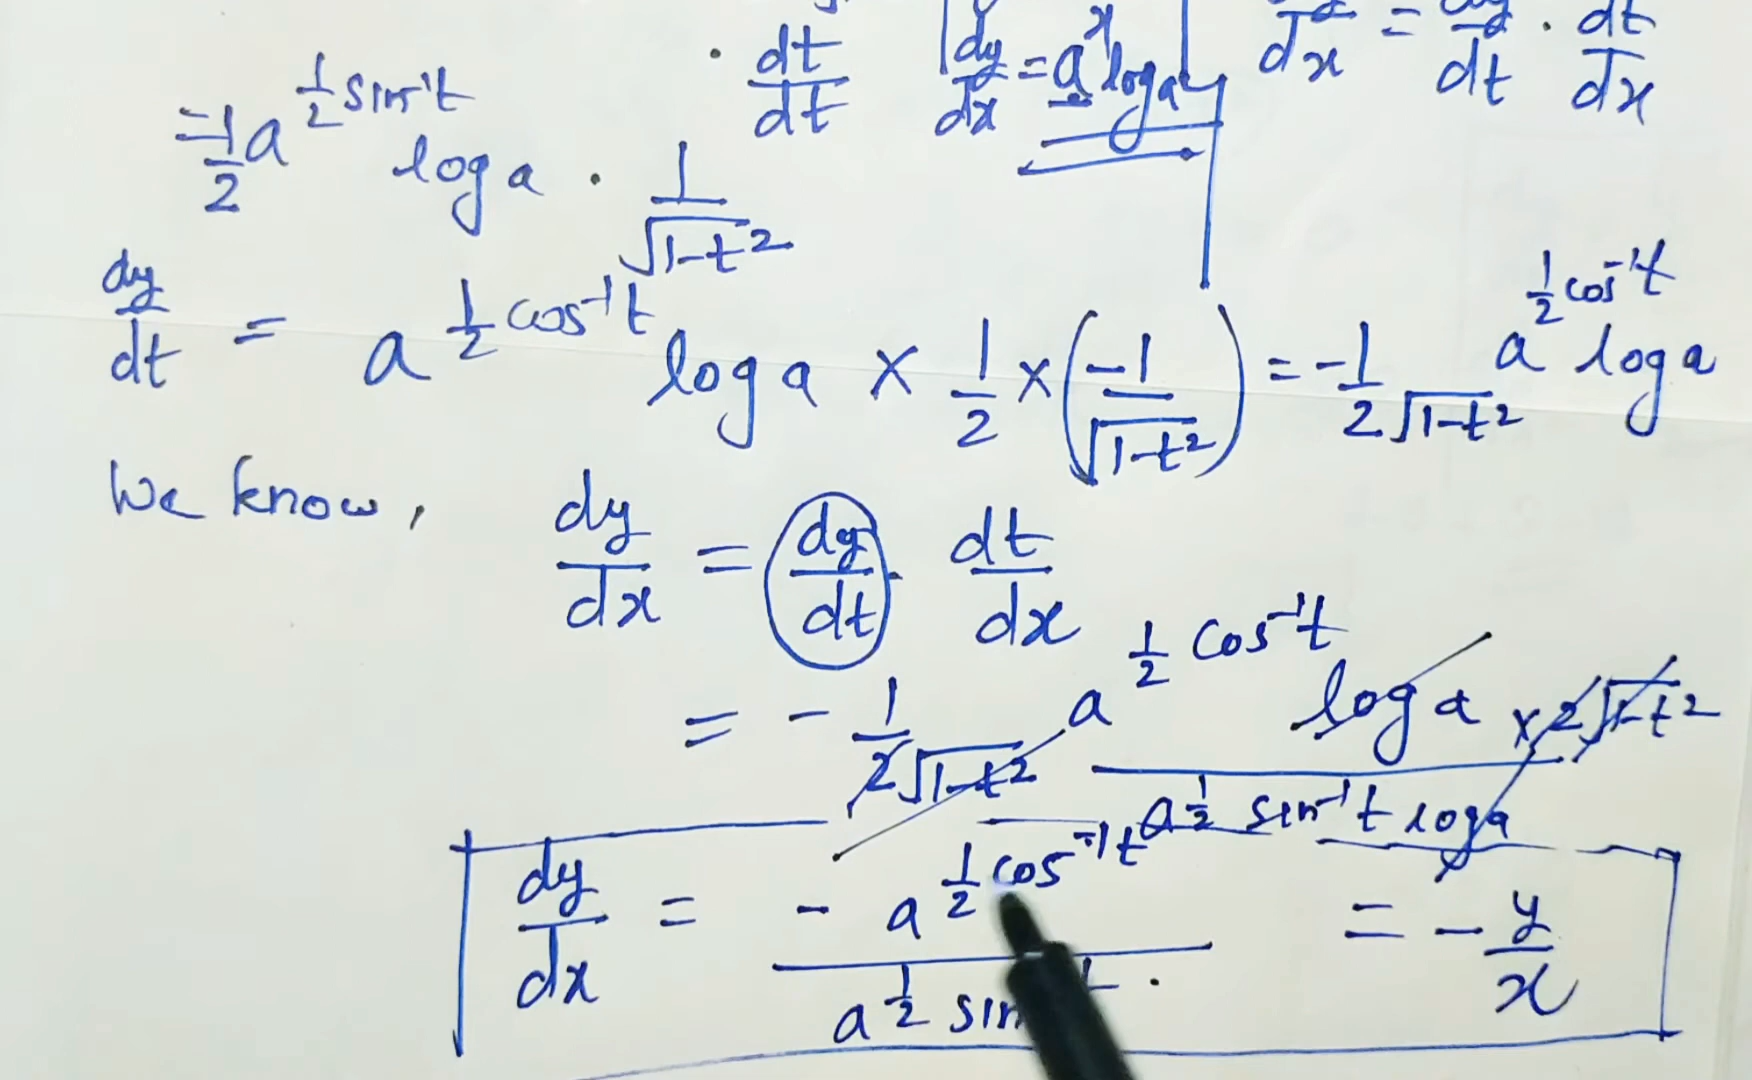 · dt/dt dy/dx = a^x log a /dx = /dt · dt/dx
= 1/2 a^(1/2 sin⁻¹t) log a · 1/√(1-t²)
dy/dt = a^(1/2 cos⁻¹t) log a × 1/2 × (-1/√(1-t²)) = -1/(2√(1-t²)) a^(1/2 cos⁻¹t) log a
We know, dy/dx = dy/dt · dt/dx
= - 1/(2√(1-t²)) a^(1/2 cos⁻¹t) log a × 2√(1-t²) / a^(1/2 sin⁻¹t) log a
dy/dx = - a^(1/2 cos⁻¹t) / a^(1/2 sin = - y/x